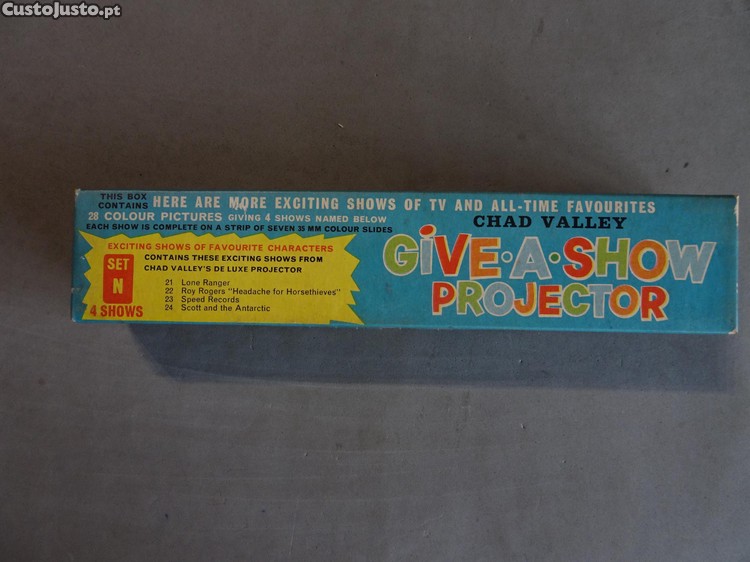 CustoJusto.pt
THIS BOX CONTAINS HERE ARE MORE EXCITING SHOWS OF TV AND ALL-TIME FAVOURITES
28 COLOUR PICTURES GIVING 4 SHOWS NAMED BELOW
EACH SHOW IS COMPLETE ON A STRIP OF SEVEN 35 MM COLOUR SLIDES
CHAD VALLEY
GIVE·A·SHOW
PROJECTOR
EXCITING SHOWS OF FAVOURITE CHARACTERS
SET
N
4 SHOWS
CONTAINS THESE EXCITING SHOWS FROM
CHAD VALLEY'S DE LUXE PROJECTOR
21 Lone Ranger
22 Roy Rogers "Headache for Horsethieves"
23 Speed Records
24 Scott and the Antarctic